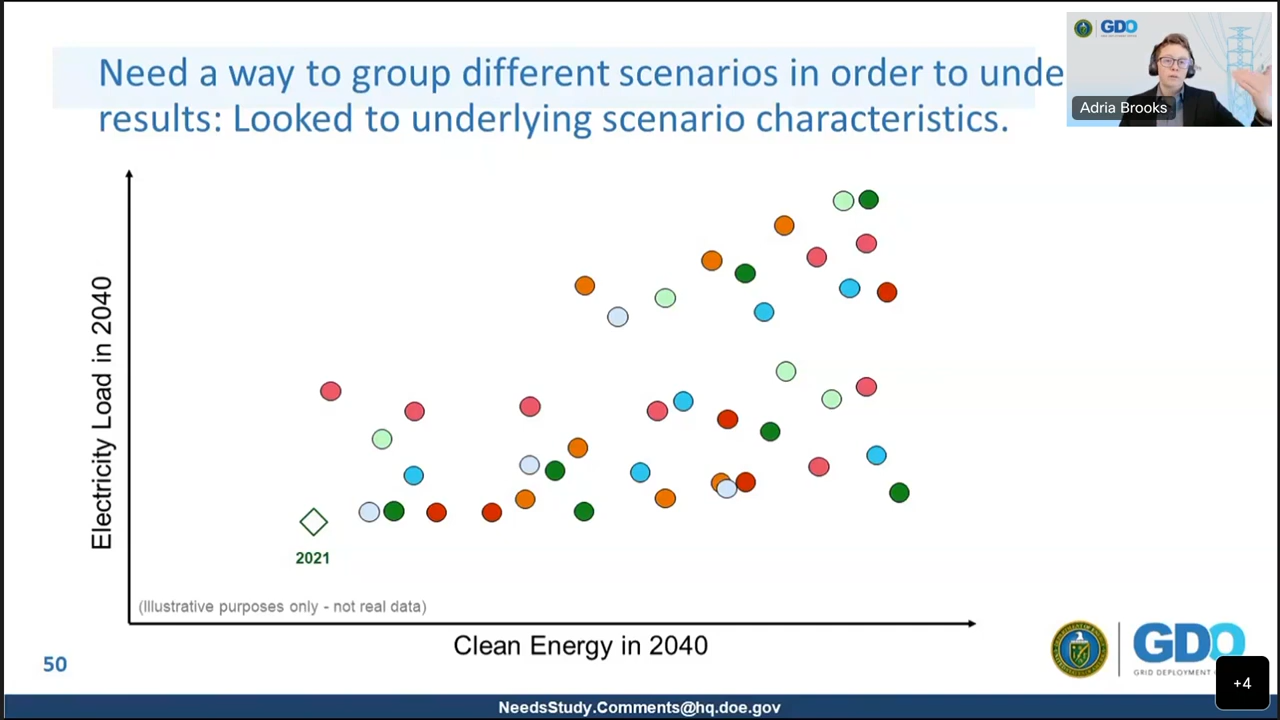 Need a way to group different scenarios in order to unde
results: Looked to underlying scenario characteristics.
GDO
Adria Brooks
Electricity Load in 2040
2021
(Illustrative purposes only - not real data)
Clean Energy in 2040
50
GDO
GRID DEPLOYMENT
+4
NeedsStudy.Comments@hq.doe.gov